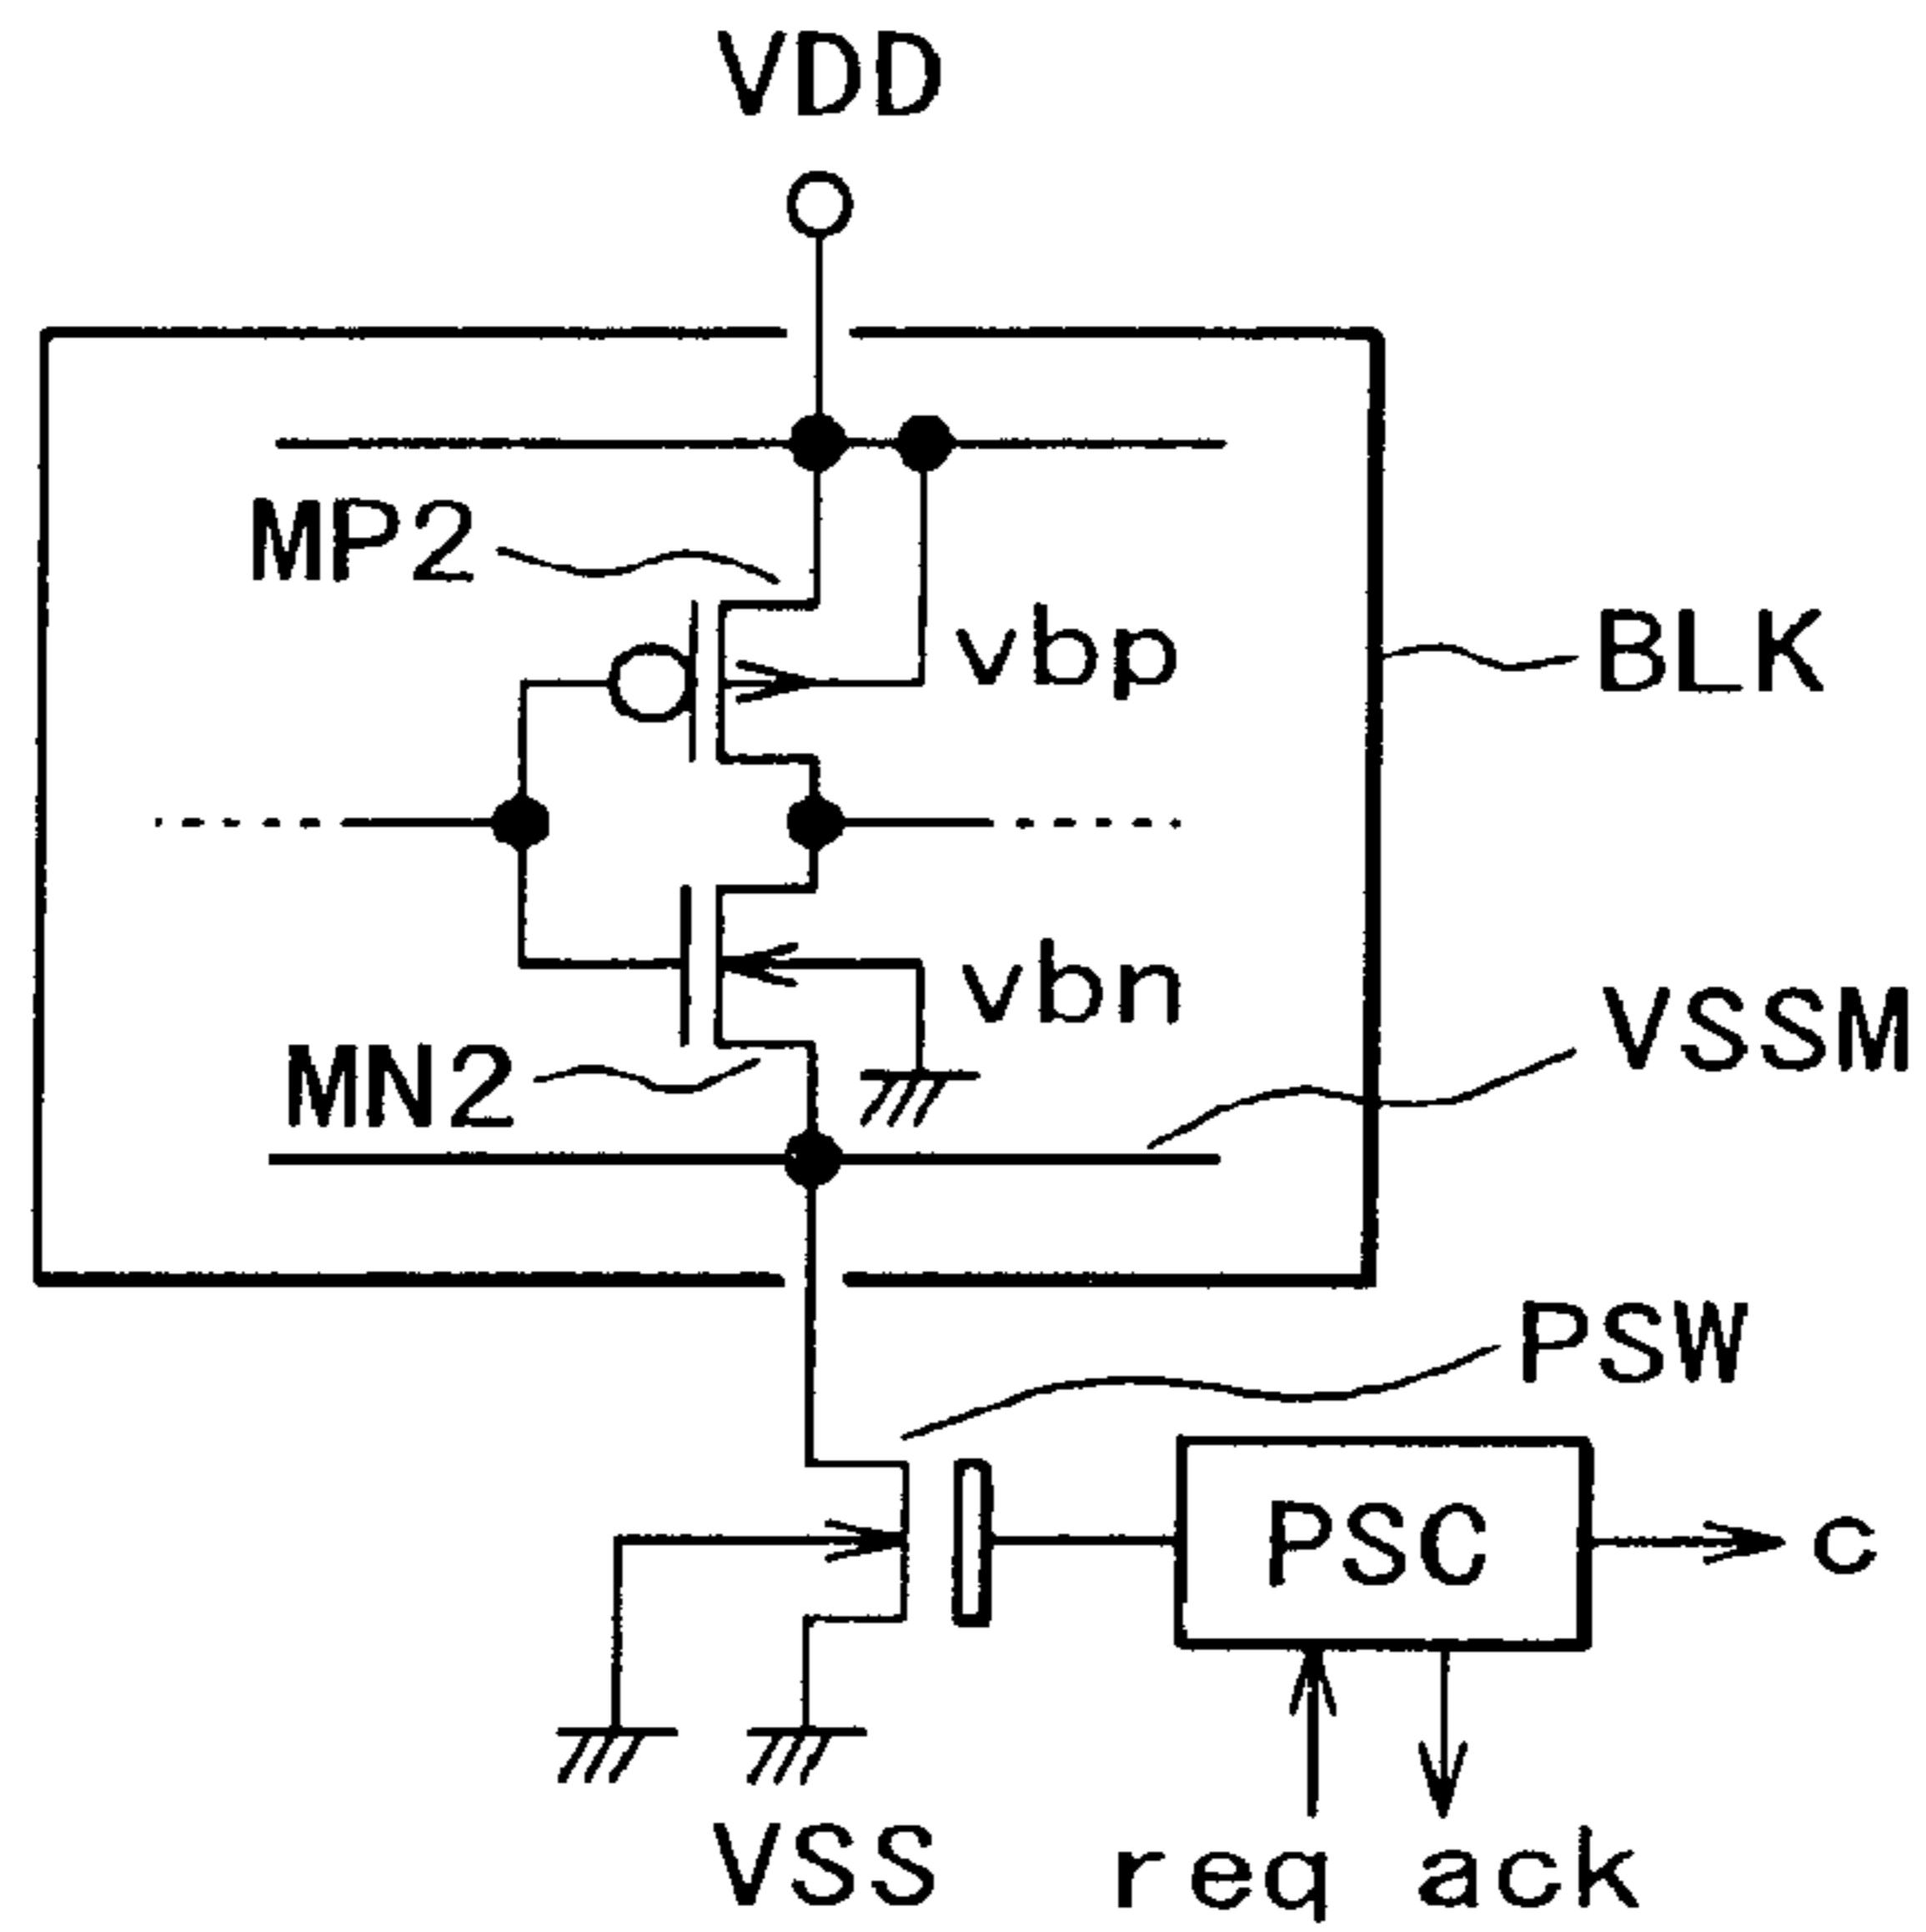 VDD
MP2
vbp
BLK
vbn
VSSM
MN2
PSW
PSC
c
VSS
req ack